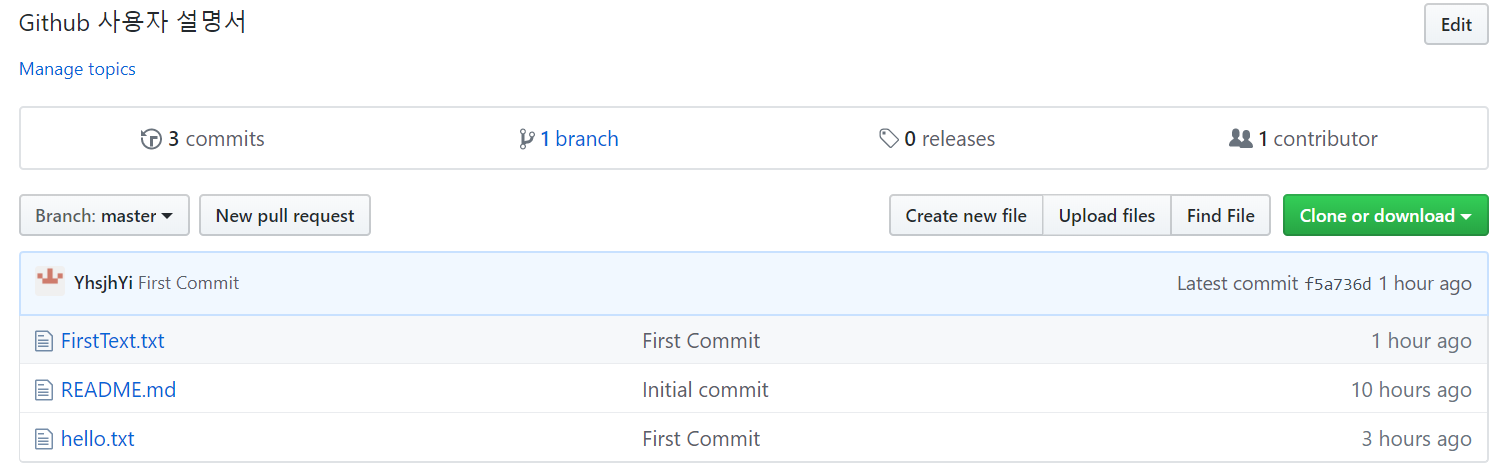 Github 사용자 설명서 Edit
Manage topics
3 commits 1 branch 0 releases 1 contributor
Branch: master New pull request Create new file Upload files Find File Clone or download
YhsjhYi First Commit Latest commit f5a736d 1 hour ago
FirstText.txt First Commit 1 hour ago
README.md Initial commit 10 hours ago
hello.txt First Commit 3 hours ago